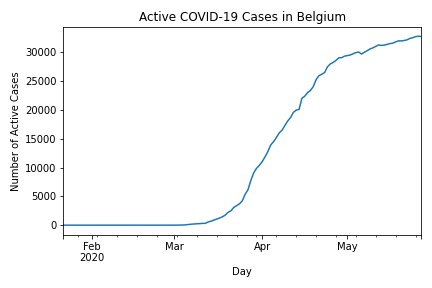 Active COVID-19 Cases in Belgium
Number of Active Cases
30000
25000
20000
15000
10000
5000
0
Feb
2020
Mar
Apr
May
Day